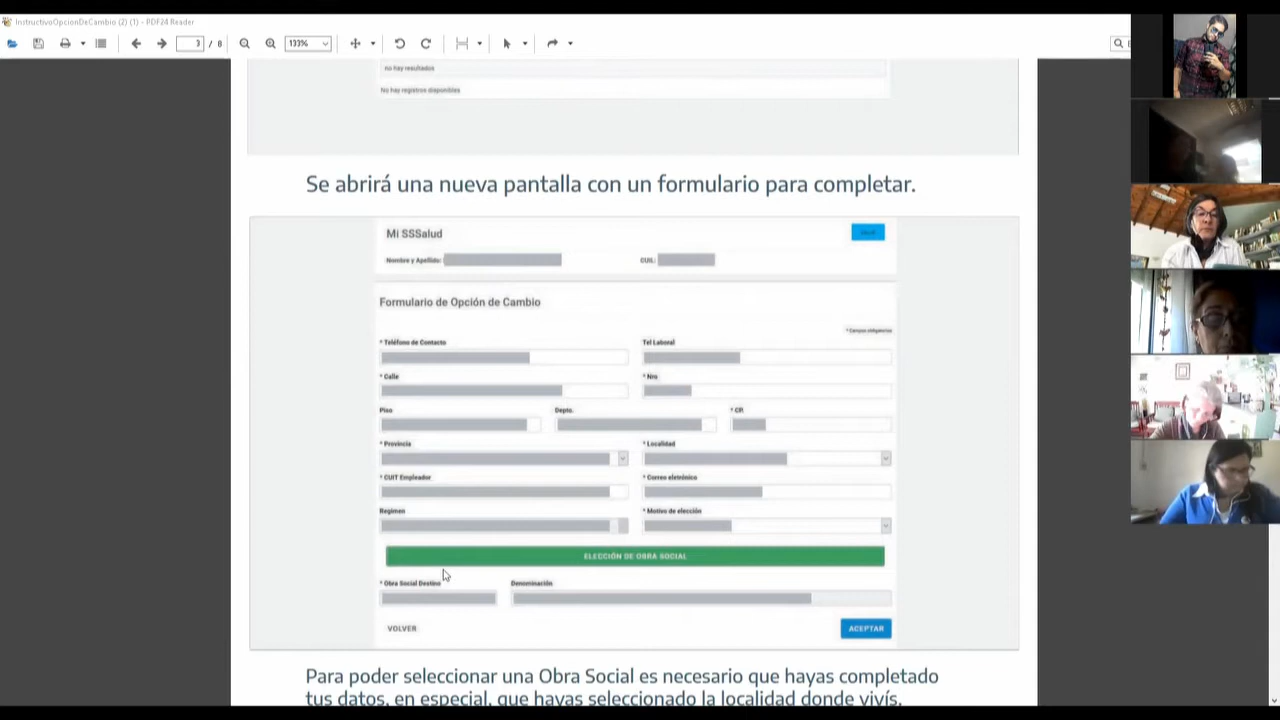 InstructivoOpcionDeCambio (2) (1) - PDF24 Reader
3 / 8
133%
no hay resultados
No hay registros disponibles
Se abrirá una nueva pantalla con un formulario para completar.
Mi SSSalud
Nombre y Apellido: CUIL:
Formulario de Opción de Cambio
* Campos obligatorios
* Teléfono de Contacto Tel Laboral
* Calle * Nro
Piso Depto. * CP
* Provincia * Localidad
* CUIT Empleador * Correo eletrónico
Regimen * Motivo de elección
ELECCIÓN DE OBRA SOCIAL
* Obra Social Destino Denominación
VOLVER ACEPTAR
Para poder seleccionar una Obra Social es necesario que hayas completado
tus datos, en especial, que hayas seleccionado la localidad donde vivís.